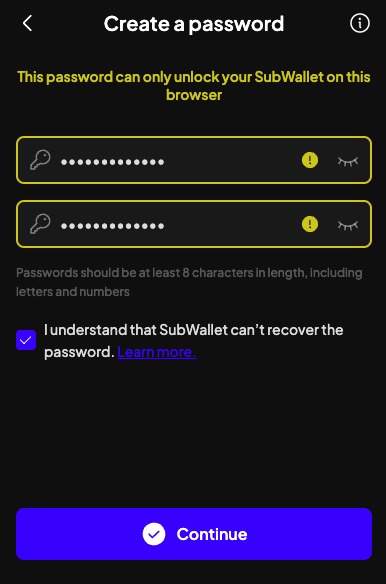 Create a password
This password can only unlock your SubWallet on this
browser
•••••••••••••
•••••••••••••
Passwords should be at least 8 characters in length, including
letters and numbers
I understand that SubWallet can’t recover the
password. Learn more.
Continue